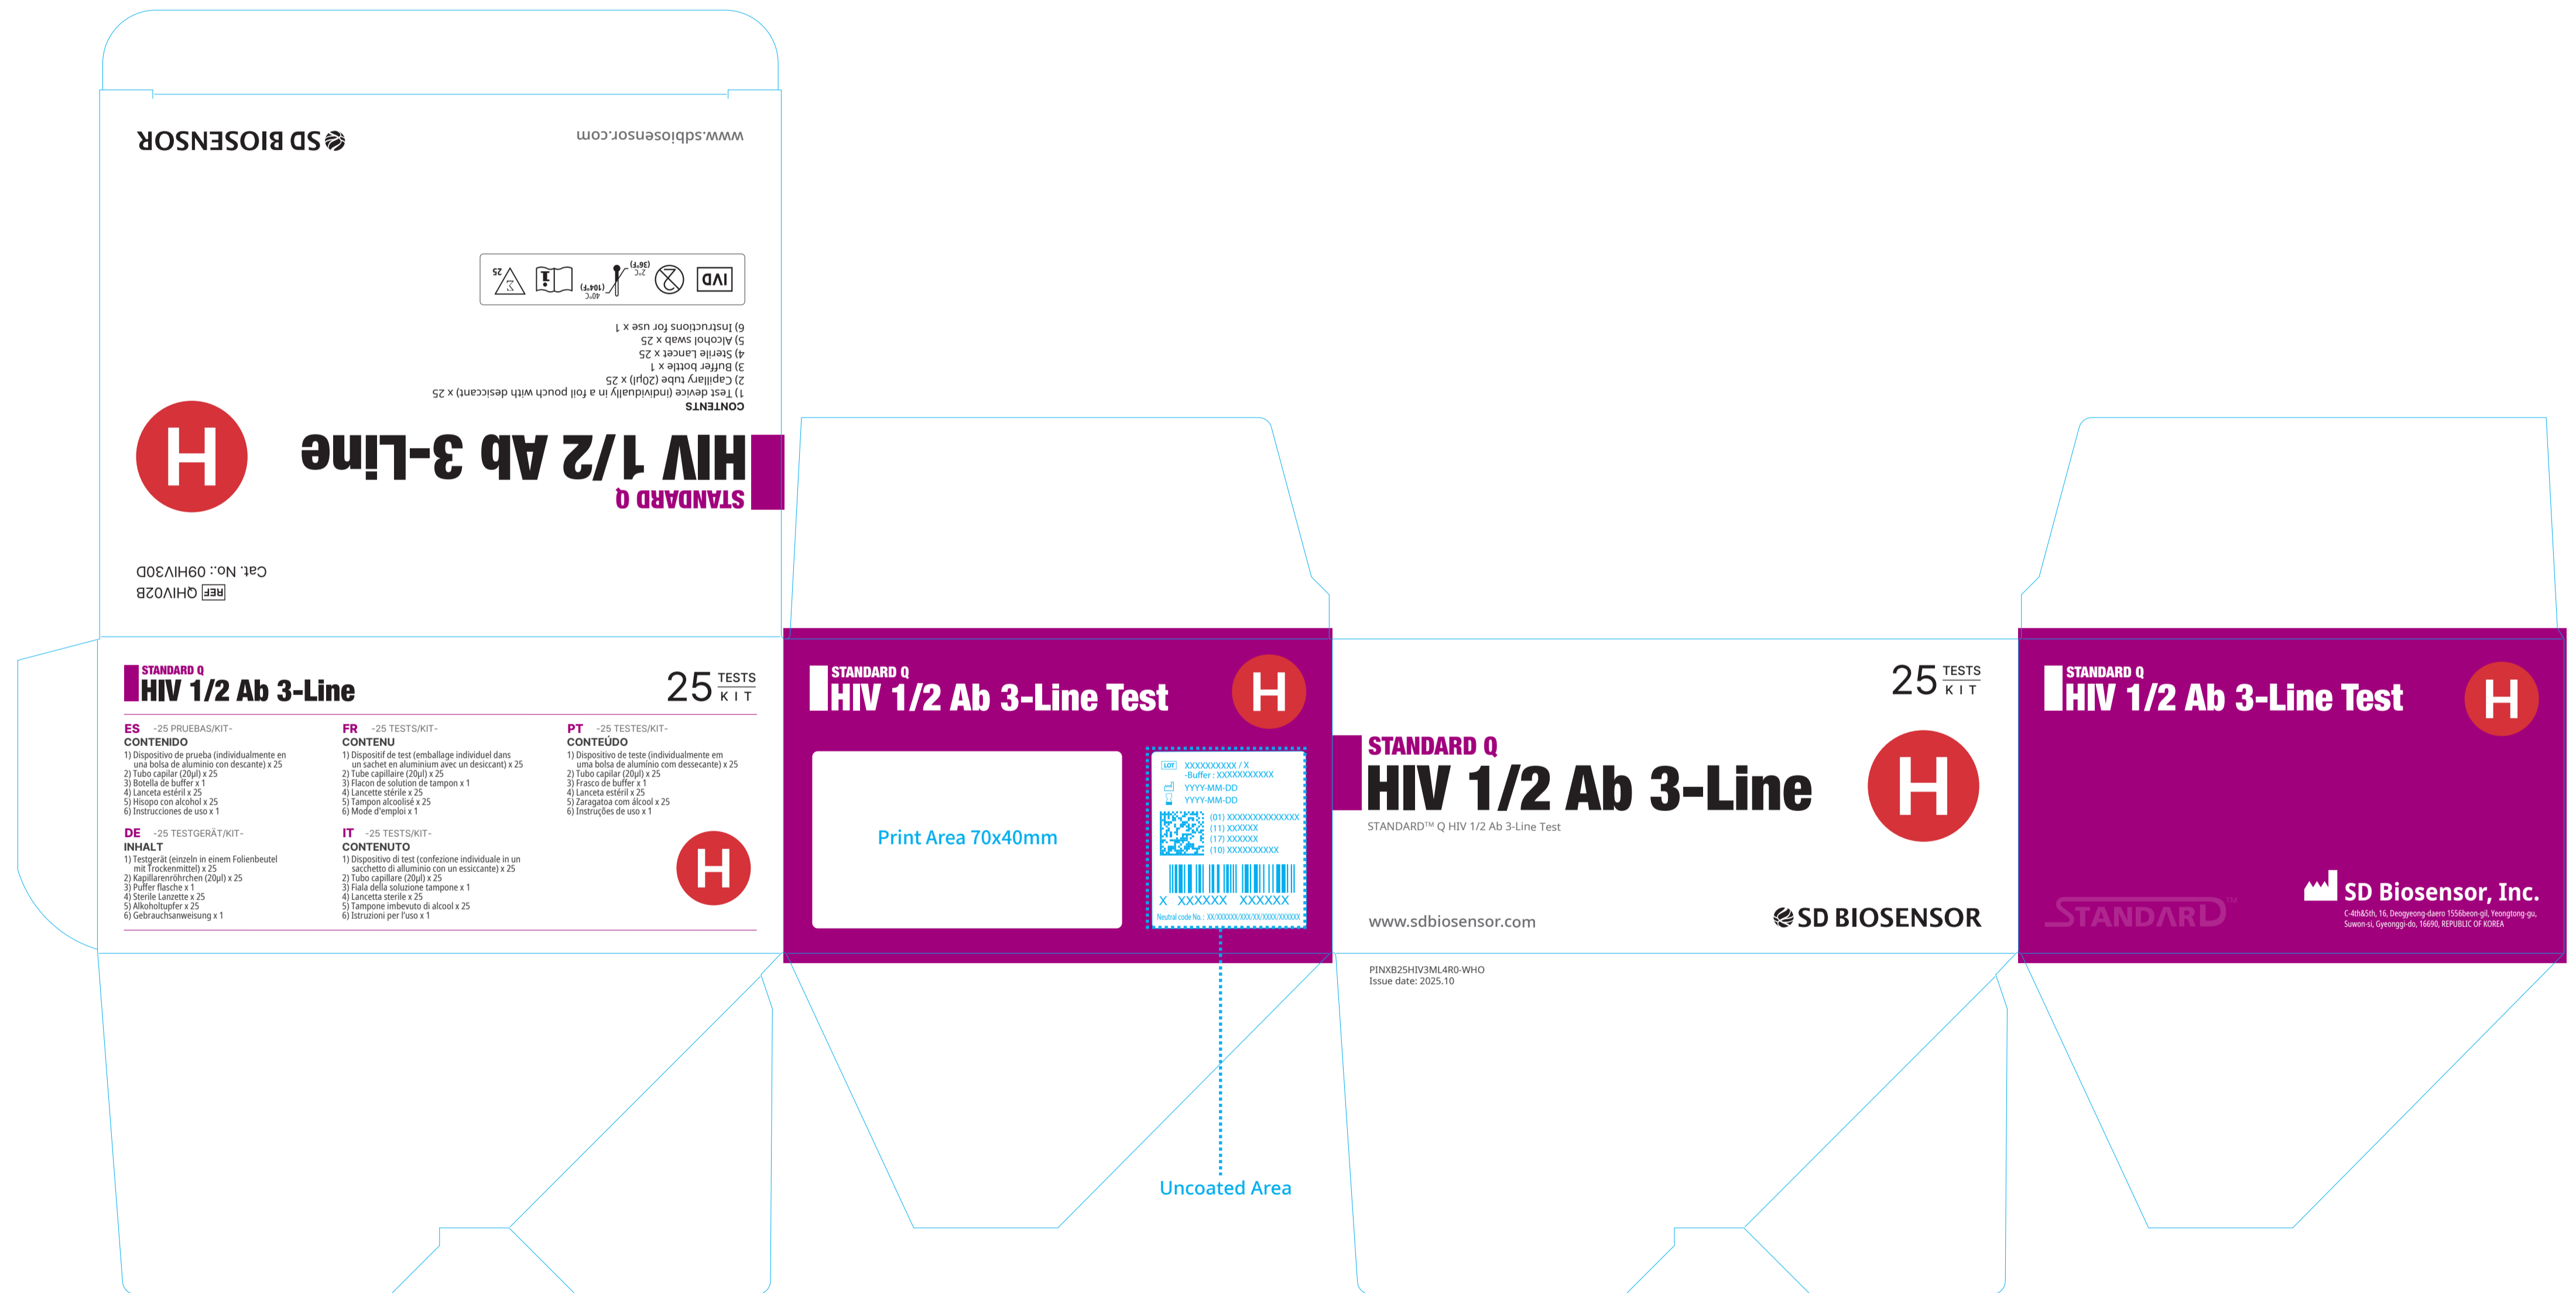 SD BIOSENSOR
www.sdbiosensor.com
STANDARD Q
HIV 1/2 Ab 3-Line
H
REF QHIV02B
Cat. No.: 09HIV30D
CONTENTS
1) Test device (individually in a foil pouch with desiccant) x 25
2) Capillary tube (20μl) x 25
3) Buffer bottle x 1
4) Sterile Lancet x 25
5) Alcohol swab x 25
6) Instructions for use x 1
IVD
2
2°C
(36°F)
40°C
(104°F)
i
Σ
25
STANDARD Q
HIV 1/2 Ab 3-Line
25 TESTS
KIT
ES -25 PRUEBAS/KIT-
CONTENIDO
1) Dispositivo de prueba (individualmente en
una bolsa de aluminio con descante) x 25
2) Tubo capilar (20μl) x 25
3) Botella de buffer x 1
4) Lanceta estéril x 25
5) Hisopo con alcohol x 25
6) Instrucciones de uso x 1
FR -25 TESTS/KIT-
CONTENU
1) Dispositif de test (emballage individuel dans
un sachet en aluminium avec un desiccant) x 25
2) Tube capillaire (20μl) x 25
3) Flacon de solution de tampon x 1
4) Lancette stérile x 25
5) Tampon alcoolisé x 25
6) Mode d'emploi x 1
PT -25 TESTES/KIT-
CONTEÚDO
1) Dispositivo de teste (individualmente em
uma bolsa de alumínio com dessecante) x 25
2) Tubo capilar (20μl) x 25
3) Frasco de buffer x 1
4) Lanceta estéril x 25
5) Zaragatoa com álcool x 25
6) Instruções de uso x 1
DE -25 TESTGERÄT/KIT-
INHALT
1) Testgerät (einzeln in einem Folienbeutel
mit Trockenmittel) x 25
2) Kapillarenröhrchen (20μl) x 25
3) Puffer flasche x 1
4) Sterile Lanzette x 25
5) Alkoholtupfer x 25
6) Gebrauchsanweisung x 1
IT -25 TESTS/KIT-
CONTENUTO
1) Dispositivo di test (confezione individuale in un
sacchetto di alluminio con un essiccante) x 25
2) Tubo capillare (20μl) x 25
3) Fiala della soluzione tampone x 1
4) Lancetta sterile x 25
5) Tampone imbevuto di alcool x 25
6) Istruzioni per l'uso x 1
H
STANDARD Q
HIV 1/2 Ab 3-Line Test
H
Print Area 70x40mm
LOT XXXXXXXXXX / X
-Buffer : XXXXXXXXXXX
YYYY-MM-DD
YYYY-MM-DD
(01) XXXXXXXXXXXXXX
(11) XXXXXX
(17) XXXXXX
(10) XXXXXXXXXX
X XXXXXX XXXXXX
Neutral code No. : XX/XXXXXX/XXX/XX/XXXX/XXXXXX
Uncoated Area
25 TESTS
KIT
STANDARD Q
HIV 1/2 Ab 3-Line
STANDARD™ Q HIV 1/2 Ab 3-Line Test
H
www.sdbiosensor.com
SD BIOSENSOR
PINXB25HIV3ML4R0-WHO
Issue date: 2025.10
STANDARD Q
HIV 1/2 Ab 3-Line Test
H
STANDARD™
SD Biosensor, Inc.
C-4th&5th, 16, Deogyeong-daero 1556beon-gil, Yeongtong-gu,
Suwon-si, Gyeonggi-do, 16690, REPUBLIC OF KOREA